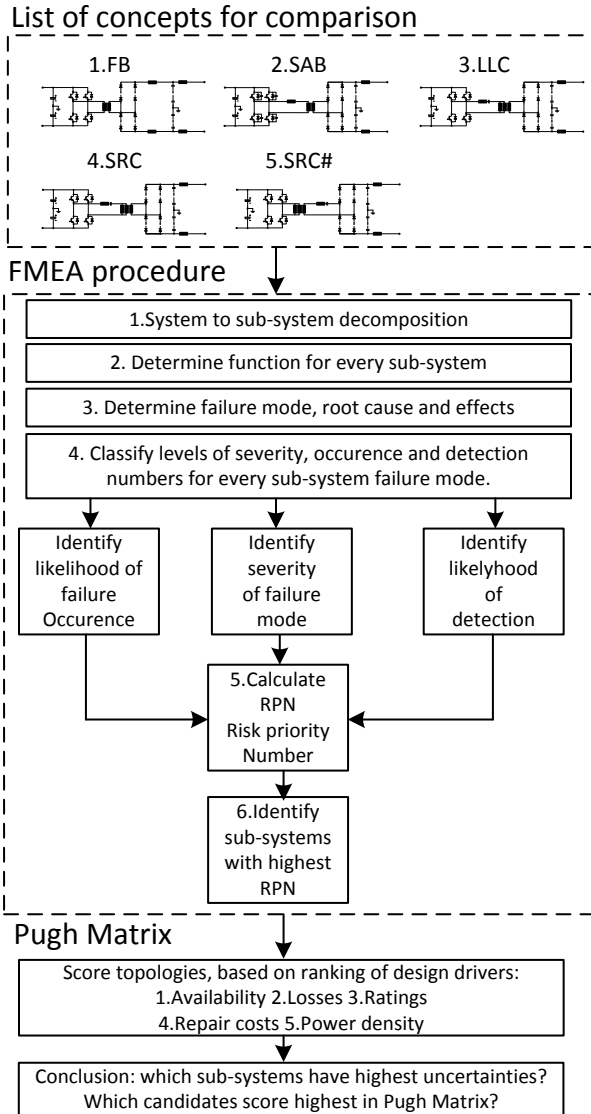 List of concepts for comparison
1.FB
2.SAB
3.LLC
4.SRC
5.SRC#
FMEA procedure
1.System to sub-system decomposition
2. Determine function for every sub-system
3. Determine failure mode, root cause and effects
4. Classify levels of severity, occurence and detection
numbers for every sub-system failure mode.
Identify
likelihood of
failure
Occurence
Identify
severity
of failure
mode
Identify
likelyhood
of
detection
5.Calculate
RPN
Risk priority
Number
6.Identify
sub-systems
with highest
RPN
Pugh Matrix
Score topologies, based on ranking of design drivers:
1.Availability 2.Losses 3.Ratings
4.Repair costs 5.Power density
Conclusion: which sub-systems have highest uncertainties?
Which candidates score highest in Pugh Matrix?